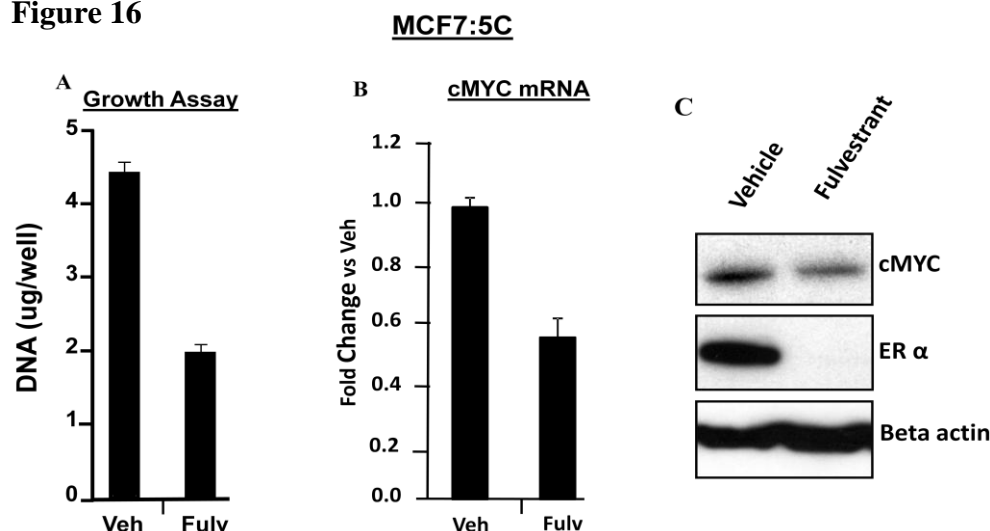 Figure 16
MCF7:5C
A
Growth Assay
DNA (ug/well)
5
4
3
2
1
0
Veh
Fulv
B
cMYC mRNA
Fold Change vs Veh
1.2
1.0
0.8
0.6
0.4
0.2
0.0
Veh
Fulv
C
Vehicle
Fulvestrant
cMYC
ER α
Beta actin